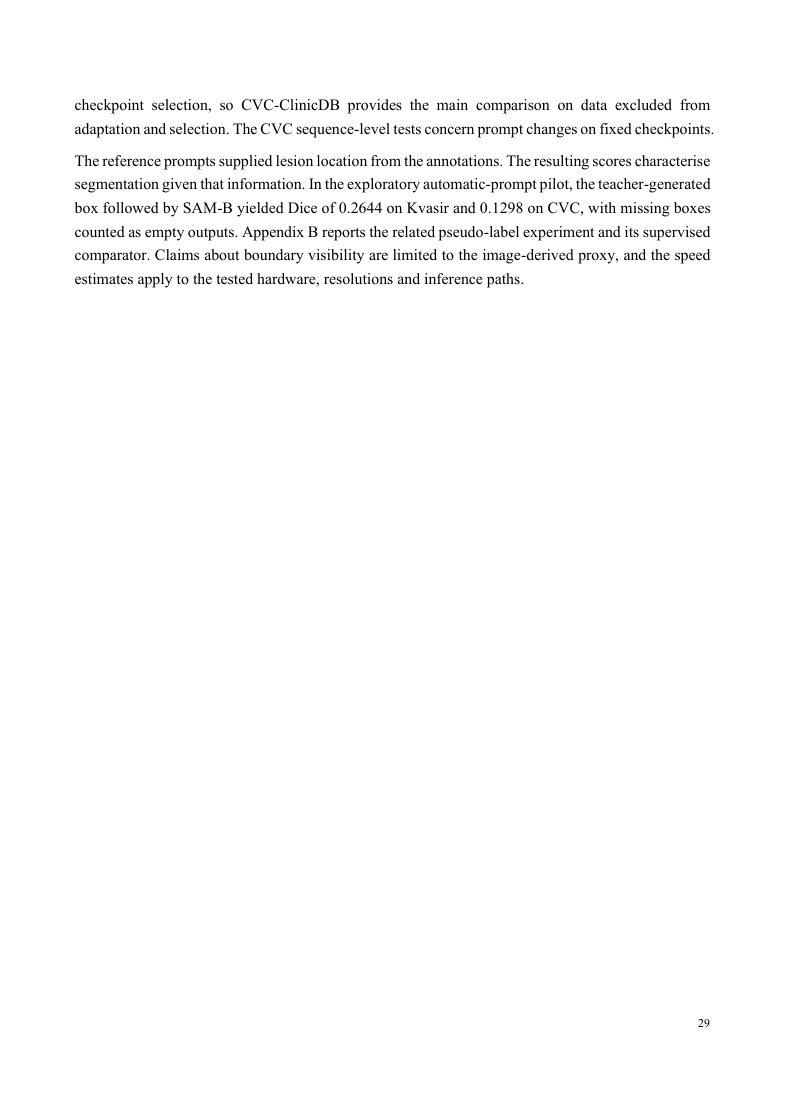 checkpoint selection, so CVC-ClinicDB provides the main comparison on data excluded from
adaptation and selection. The CVC sequence-level tests concern prompt changes on fixed checkpoints.
The reference prompts supplied lesion location from the annotations. The resulting scores characterise
segmentation given that information. In the exploratory automatic-prompt pilot, the teacher-generated
box followed by SAM-B yielded Dice of 0.2644 on Kvasir and 0.1298 on CVC, with missing boxes
counted as empty outputs. Appendix B reports the related pseudo-label experiment and its supervised
comparator. Claims about boundary visibility are limited to the image-derived proxy, and the speed
estimates apply to the tested hardware, resolutions and inference paths.
29